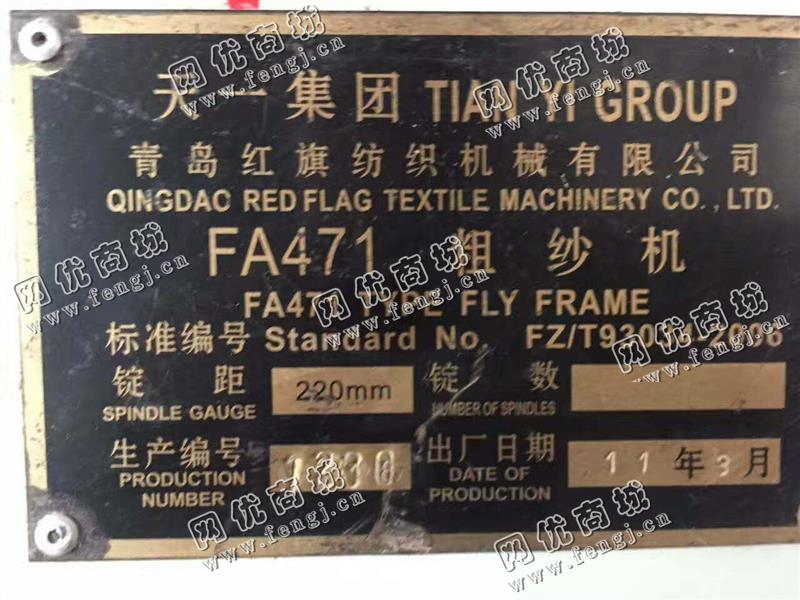 天一集团 TIAN YI GROUP
青岛红旗纺织机械有限公司
QINGDAO RED FLAG TEXTILE MACHINERY CO., LTD.
FA471 粗纱机
FA471 TYPE FLY FRAME
标准编号 Standard No.
锭距 220mm 锭数
SPINDLE GAUGE NUMBER OF SPINDLES
生产编号 出厂日期 11年3月
PRODUCTION NUMBER DATE OF PRODUCTION
网优商城
www.fengj.cn